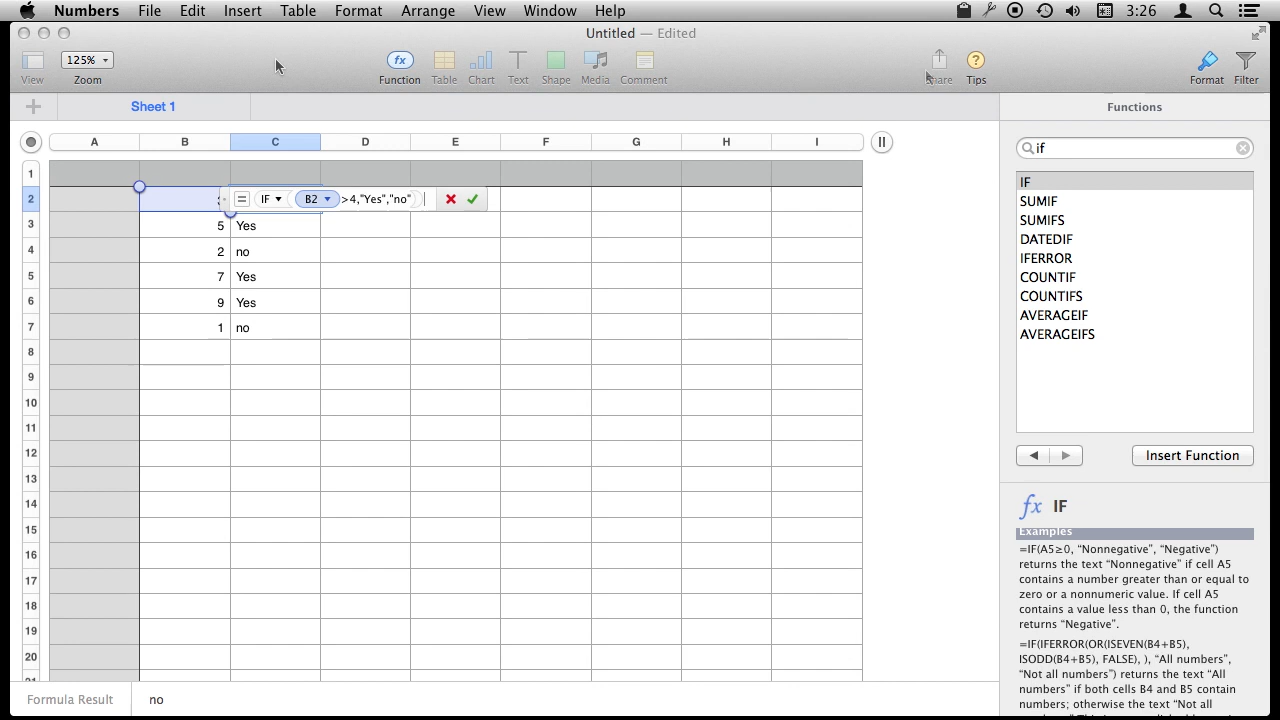 Numbers File Edit Insert Table Format Arrange View Window Help 3:26
Untitled — Edited
125%
View Zoom Function Table Chart Text Shape Media Comment Share Tips Format Filter
Sheet 1
Functions
A B C D E F G H I
if
1
2 = IF B2 >4,"Yes","no"
3 5 Yes
4 2 no
5 7 Yes
6 9 Yes
7 1 no
8
9
10
11
12
13
14
15
16
17
18
19
20
21
IF
SUMIF
SUMIFS
DATEDIF
IFERROR
COUNTIF
COUNTIFS
AVERAGEIF
AVERAGEIFS
Insert Function
fx IF
Examples
=IF(A5≥0, “Nonnegative”, “Negative”)
returns the text “Nonnegative” if cell A5
contains a number greater than or equal to
zero or a nonnumeric value. If cell A5
contains a value less than 0, the function
returns “Negative”.
=IF(IFERROR(OR(ISEVEN(B4+B5),
ISODD(B4+B5), FALSE), ), “All numbers”,
“Not all numbers”) returns the text “All
numbers” if both cells B4 and B5 contain
numbers; otherwise the text “Not all
Formula Result no